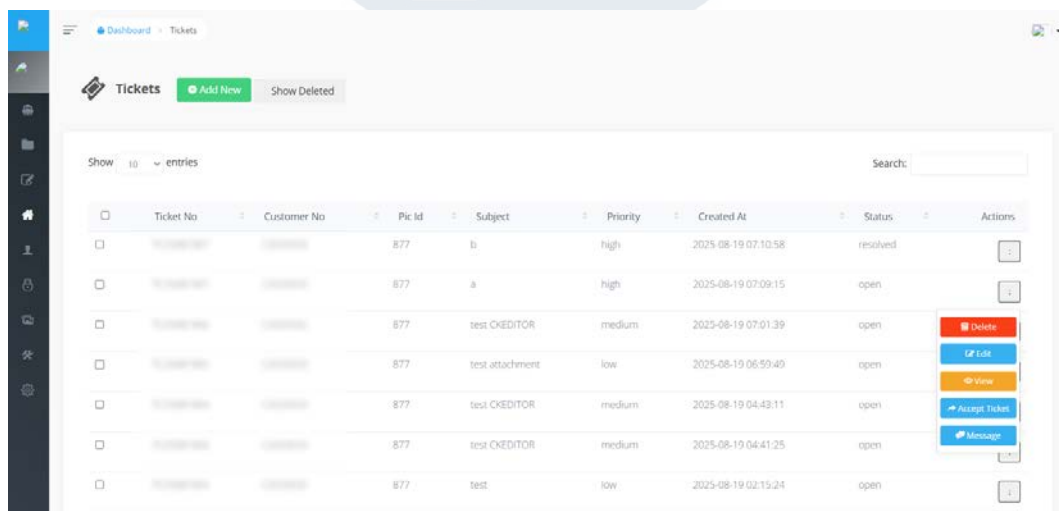 Dashboard > Tickets
Tickets Add New Show Deleted
Show 10 entries Search:
Ticket No Customer No Pic Id Subject Priority Created At Status Actions
877 b high 2025-08-19 07:10:58 resolved
877 a high 2025-08-19 07:09:15 open
877 test CKEDITOR medium 2025-08-19 07:01:39 open
Delete
Edit
877 test attachment low 2025-08-19 06:59:49 open
View
877 test CKEDITOR medium 2025-08-19 04:43:11 open
Accept Ticket
877 test CKEDITOR medium 2025-08-19 04:41:25 open
Message
877 test low 2025-08-19 02:15:24 open